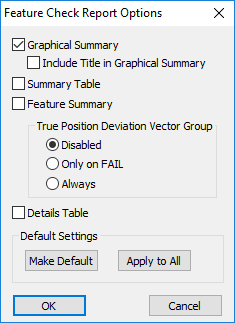 Feature Check Report Options
Graphical Summary
Include Title in Graphical Summary
Summary Table
Feature Summary
True Position Deviation Vector Group
Disabled
Only on FAIL
Always
Details Table
Default Settings
Make Default Apply to All
OK Cancel